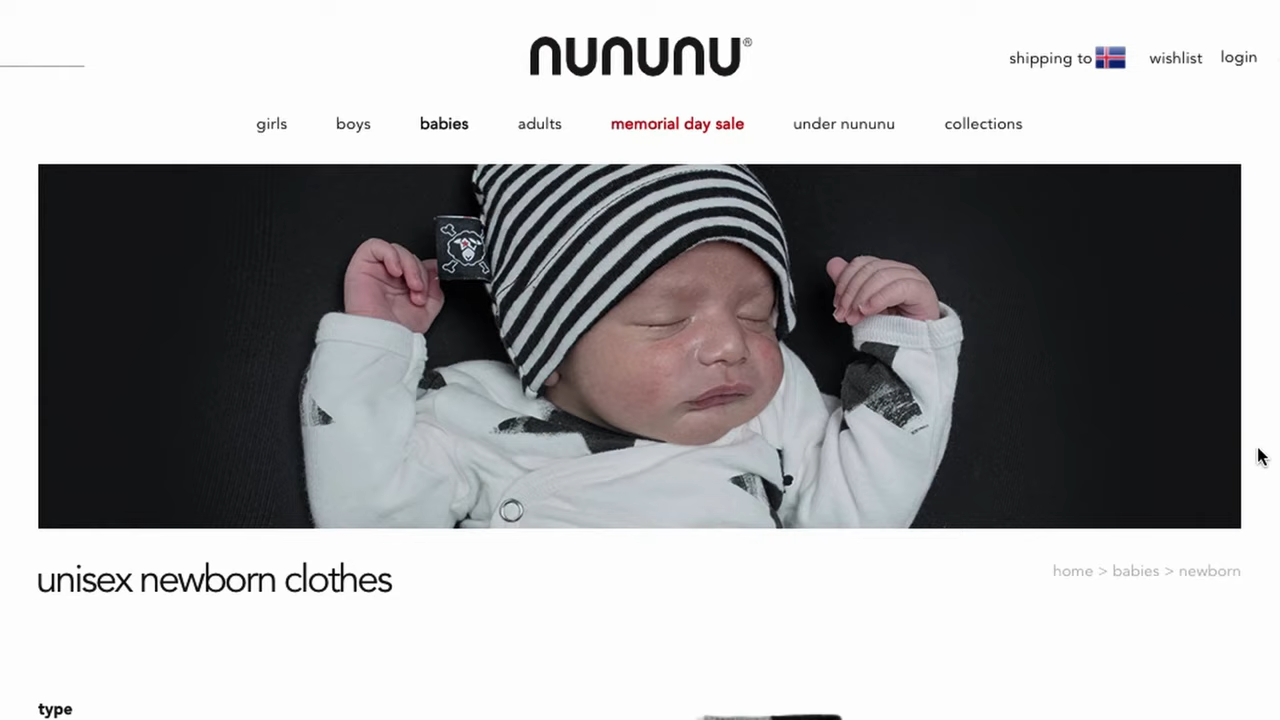 nununu®
shipping to wishlist login
girls boys babies adults memorial day sale under nununu collections
unisex newborn clothes
home > babies > newborn
type